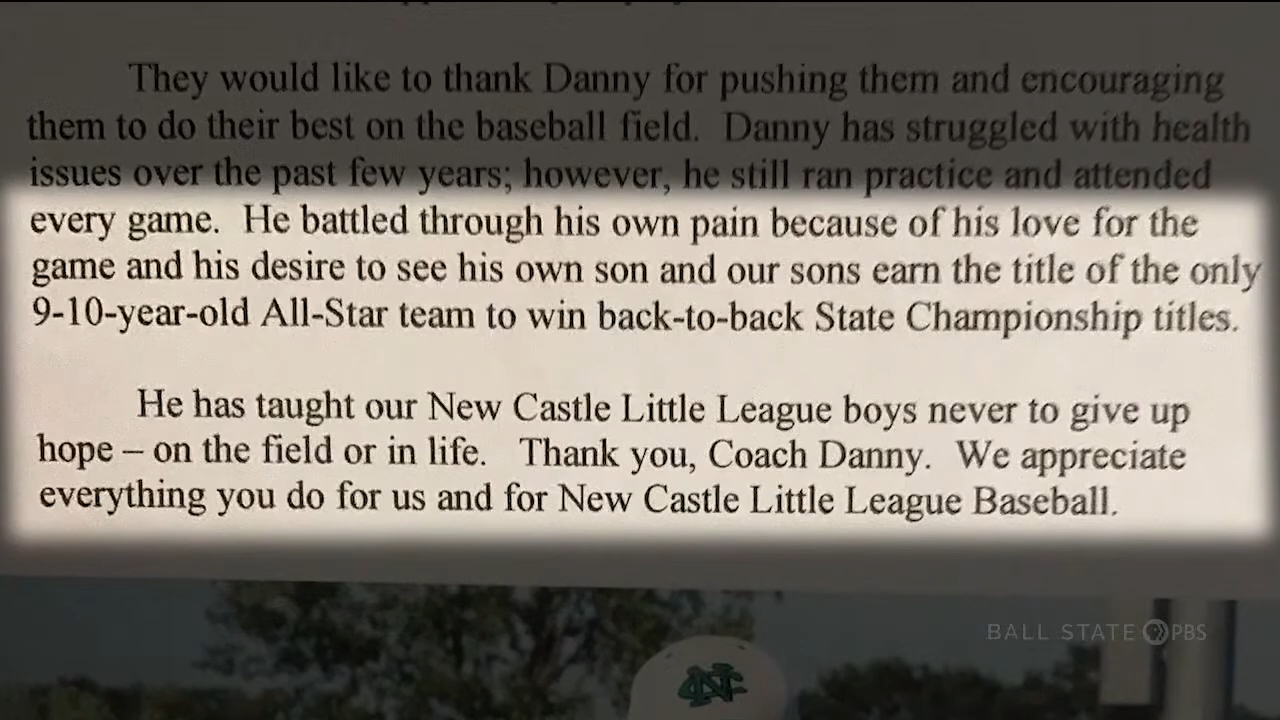 They would like to thank Danny for pushing them and encouraging
them to do their best on the baseball field.  Danny has struggled with health
issues over the past few years; however, he still ran practice and attended
every game.  He battled through his own pain because of his love for the
game and his desire to see his own son and our sons earn the title of the only
9-10-year-old All-Star team to win back-to-back State Championship titles.
He has taught our New Castle Little League boys never to give up
hope – on the field or in life.   Thank you, Coach Danny.  We appreciate
everything you do for us and for New Castle Little League Baseball.
BALL STATE PBS
NC